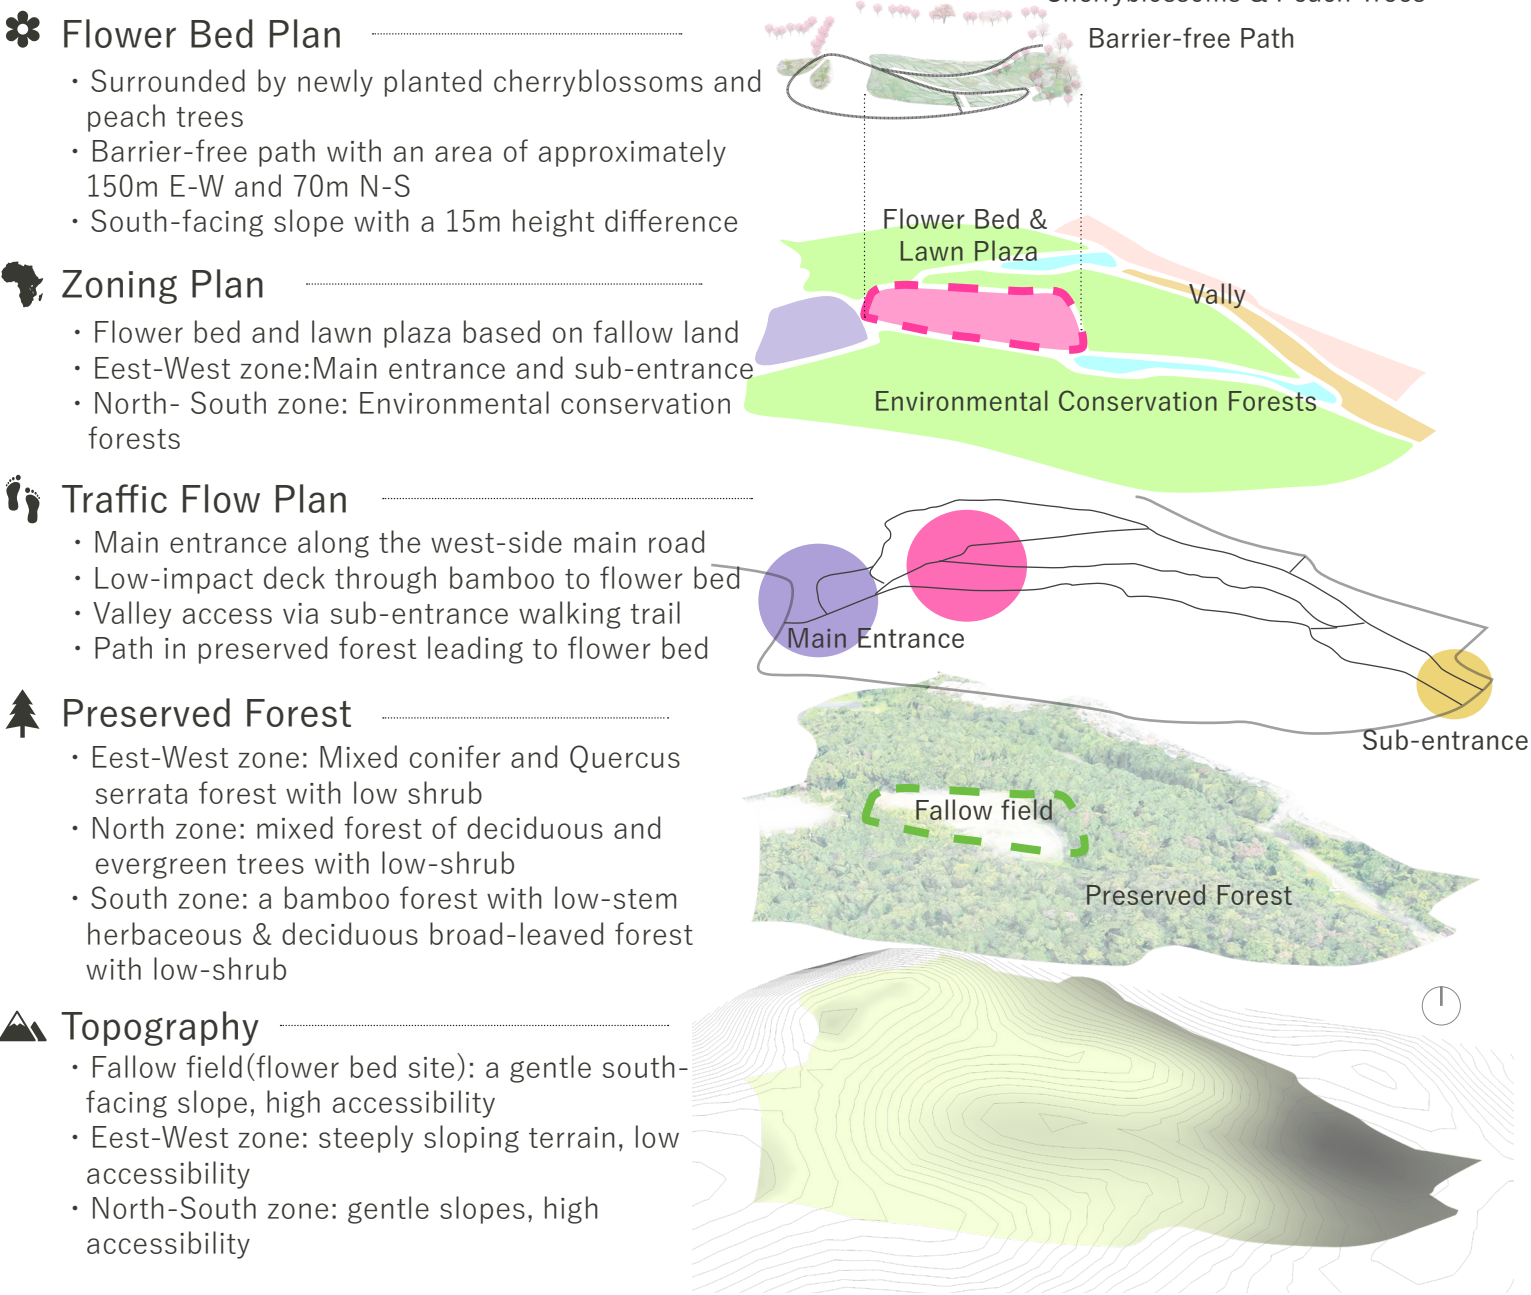 Cherryblossoms & Peach Trees
Barrier-free Path
Flower Bed Plan
・Surrounded by newly planted cherryblossoms and
peach trees
・Barrier-free path with an area of approximately
150m E-W and 70m N-S
・South-facing slope with a 15m height difference
Flower Bed &
Lawn Plaza
Vally
Environmental Conservation Forests
Zoning Plan
・Flower bed and lawn plaza based on fallow land
・Eest-West zone:Main entrance and sub-entrance
・North- South zone: Environmental conservation
forests
Traffic Flow Plan
・Main entrance along the west-side main road
・Low-impact deck through bamboo to flower bed
・Valley access via sub-entrance walking trail
・Path in preserved forest leading to flower bed
Main Entrance
Sub-entrance
Preserved Forest
・Eest-West zone: Mixed conifer and Quercus
serrata forest with low shrub
・North zone: mixed forest of deciduous and
evergreen trees with low-shrub
・South zone: a bamboo forest with low-stem
herbaceous & deciduous broad-leaved forest
with low-shrub
Fallow field
Preserved Forest
Topography
・Fallow field(flower bed site): a gentle south-
facing slope, high accessibility
・Eest-West zone: steeply sloping terrain, low
accessibility
・North-South zone: gentle slopes, high
accessibility